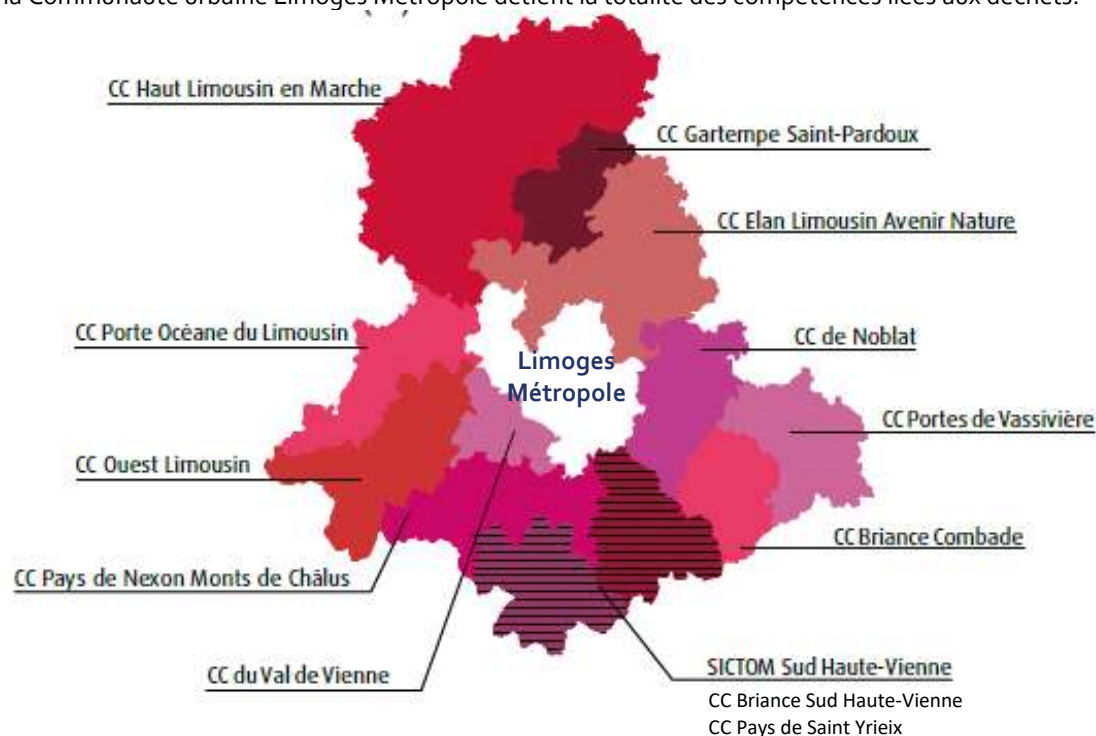 la Communauté urbaine Limoges Métropole détient la totalité des compétences liées aux déchets.
CC Haut Limousin en Marche
CC Gartempe Saint-Pardoux
CC Elan Limousin Avenir Nature
CC Porte Océane du Limousin
CC de Noblat
Limoges
Métropole
CC Portes de Vassivière
CC Ouest Limousin
CC Briance Combade
CC Pays de Nexon Monts de Châlus
CC du Val de Vienne
SICTOM Sud Haute-Vienne
CC Briance Sud Haute-Vienne
CC Pays de Saint Yrieix